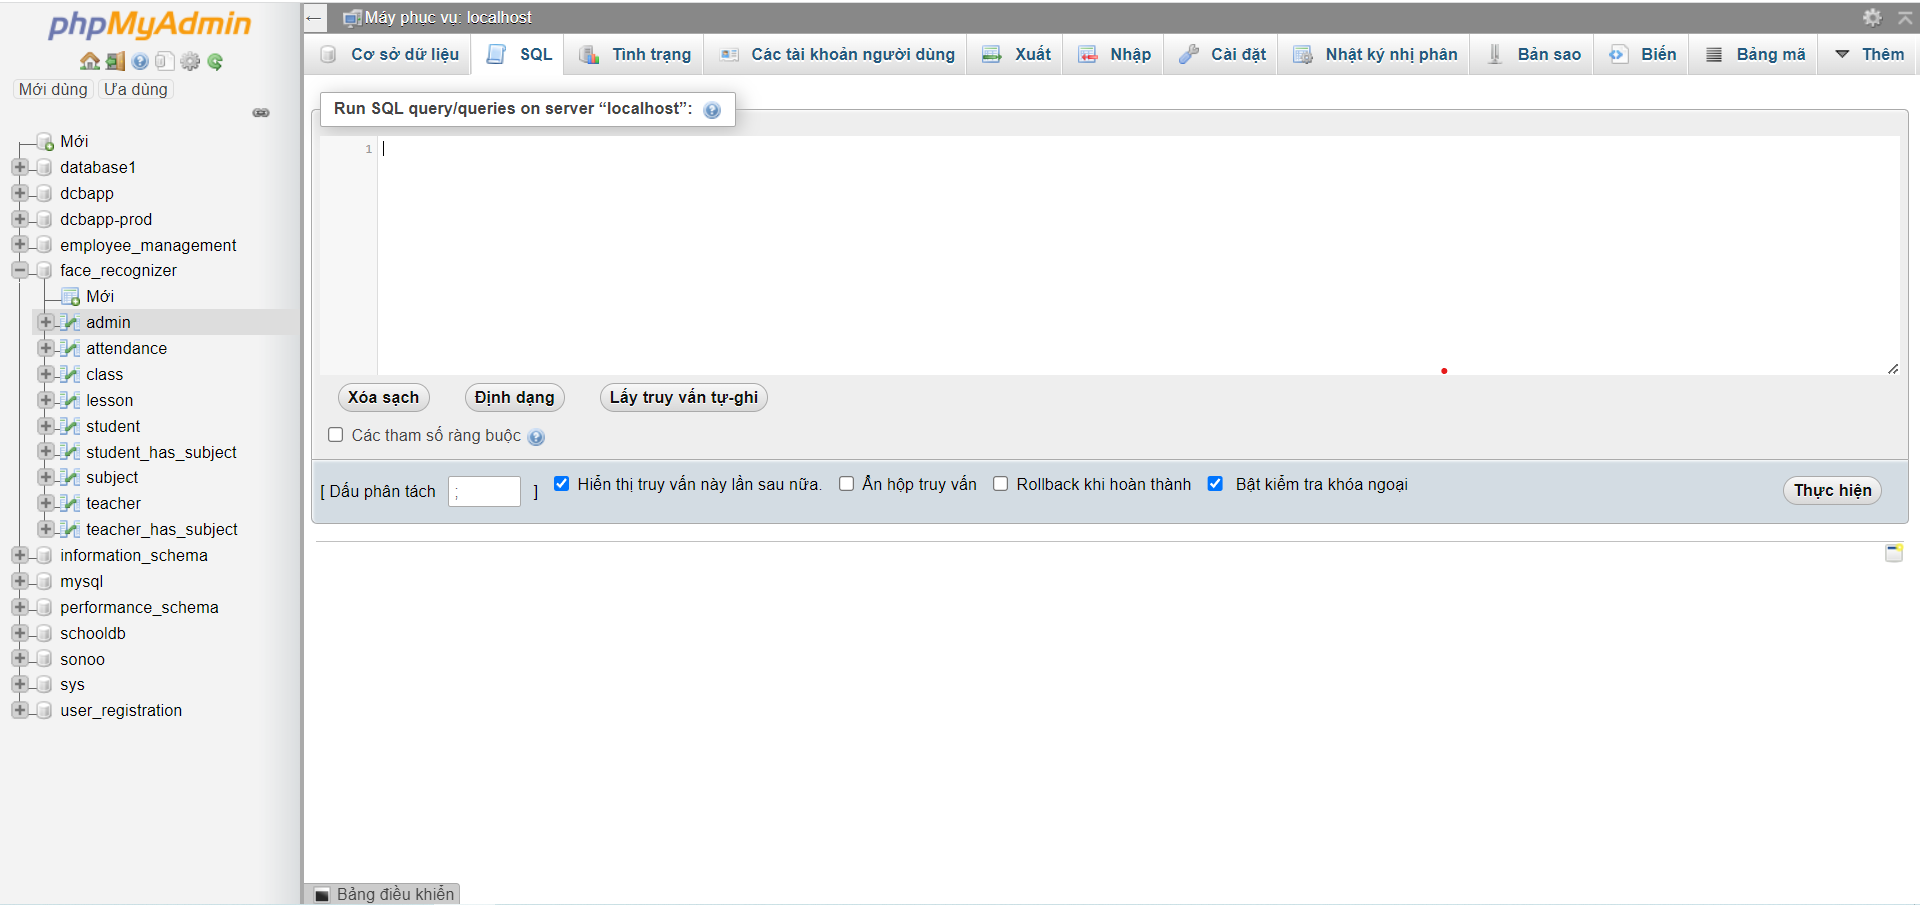 phpMyAdmin
Mới dùng Ưa dùng
Mới
database1
dcbapp
dcbapp-prod
employee_management
face_recognizer
Mới
admin
attendance
class
lesson
student
student_has_subject
subject
teacher
teacher_has_subject
information_schema
mysql
performance_schema
schooldb
sonoo
sys
user_registration
Máy phục vụ: localhost
Cơ sở dữ liệu SQL Tình trạng Các tài khoản người dùng Xuất Nhập Cài đặt Nhật ký nhị phân Bản sao Biến Bảng mã Thêm
Run SQL query/queries on server “localhost”:
1
Xóa sạch Định dạng Lấy truy vấn tự-ghi
Các tham số ràng buộc
[ Dấu phân tách ; ] Hiển thị truy vấn này lần sau nữa. Ẩn hộp truy vấn Rollback khi hoàn thành Bật kiểm tra khóa ngoại Thực hiện
Bảng điều khiển